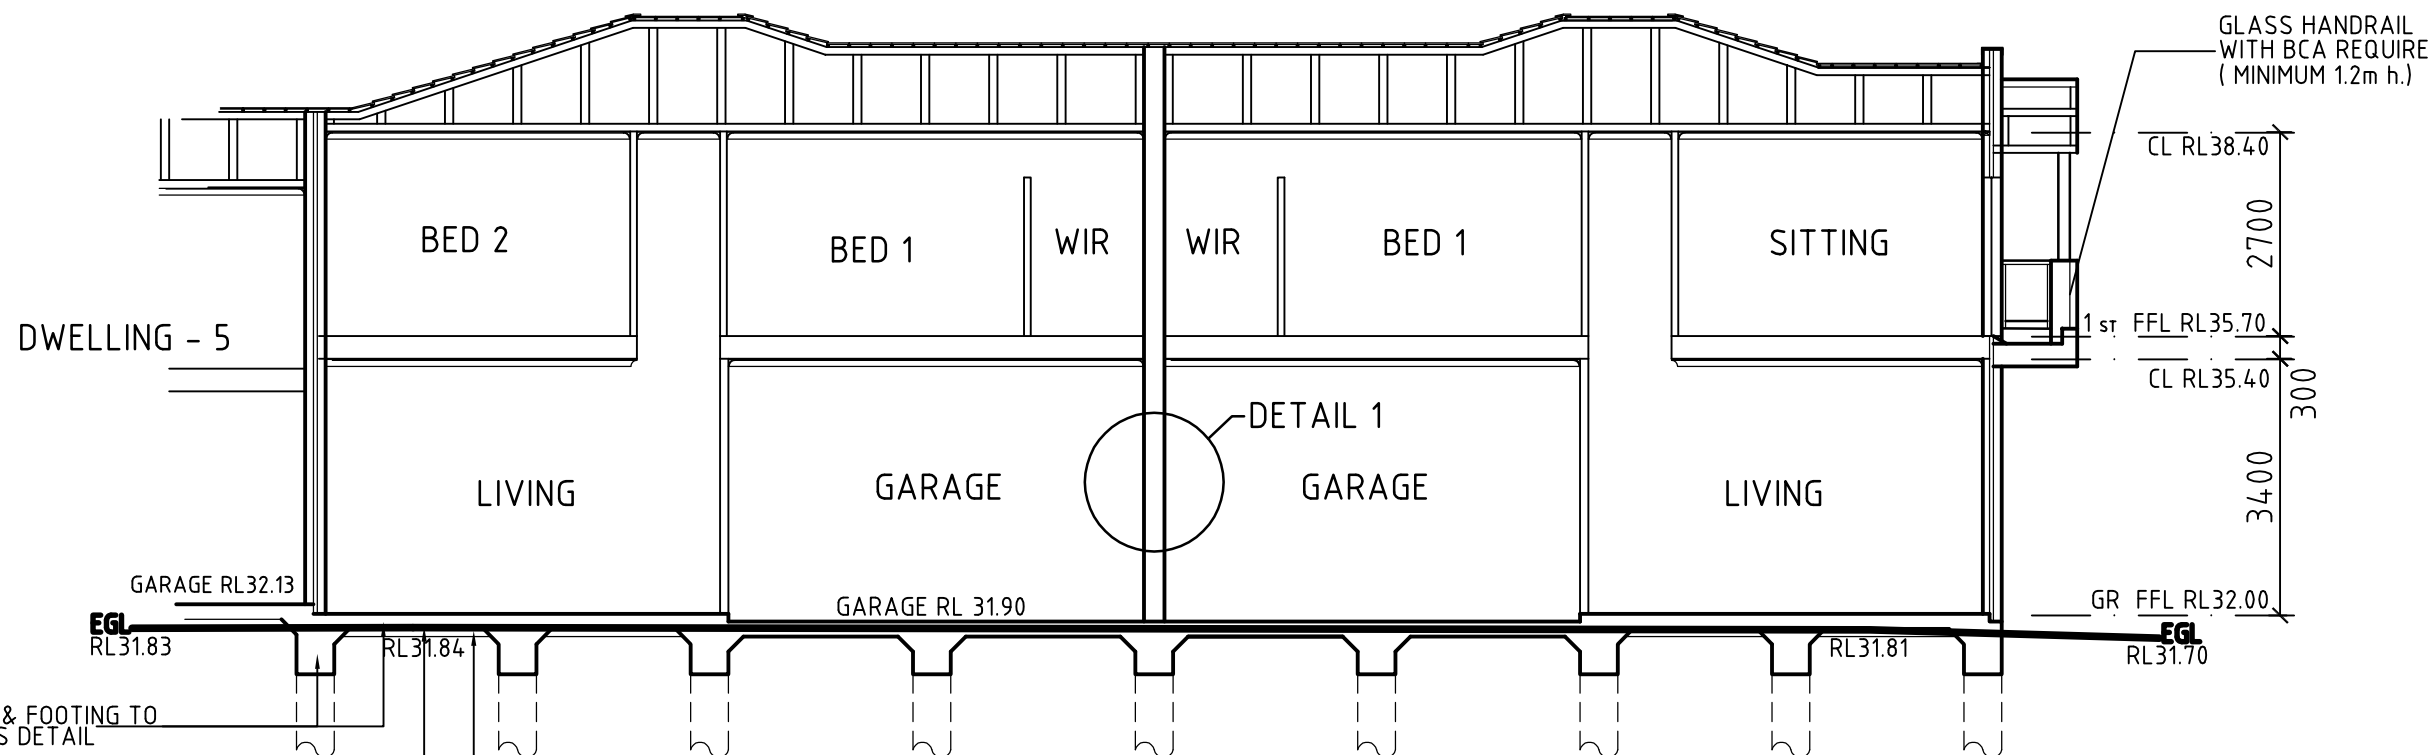 GLASS HANDRAIL
WITH BCA REQUIRE
( MINIMUM 1.2m h.)
CL RL38.40
2700
BED 2
BED 1
WIR
WIR
BED 1
SITTING
DWELLING - 5
1 ST FFL RL35.70
CL RL35.40
300
DETAIL 1
LIVING
GARAGE
GARAGE
LIVING
3400
GARAGE RL32.13
GARAGE RL 31.90
GR FFL RL32.00
EGL
RL31.83
RL31.84
RL31.81
EGL
RL31.70
& FOOTING TO
S DETAIL